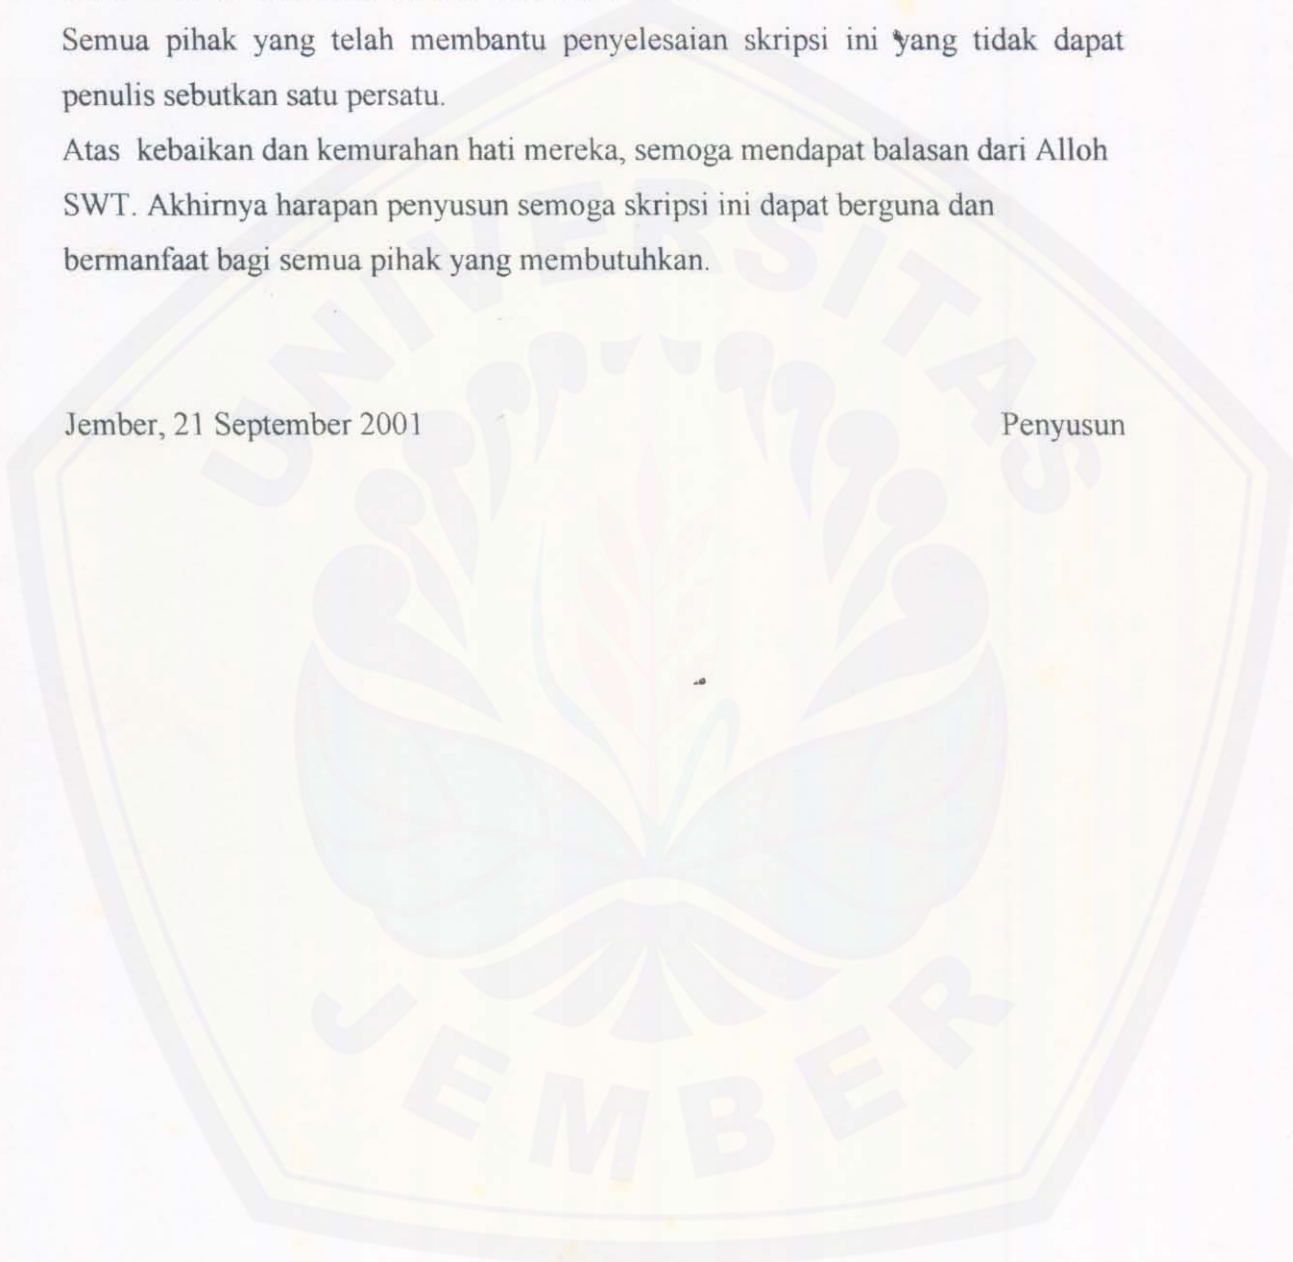 Semua pihak yang telah membantu penyelesaian skripsi ini yang tidak dapat
penulis sebutkan satu persatu.
Atas kebaikan dan kemurahan hati mereka, semoga mendapat balasan dari Alloh
SWT. Akhirnya harapan penyusun semoga skripsi ini dapat berguna dan
bermanfaat bagi semua pihak yang membutuhkan.
Jember, 21 September 2001 Penyusun
UNIVERSITAS
JEMBER